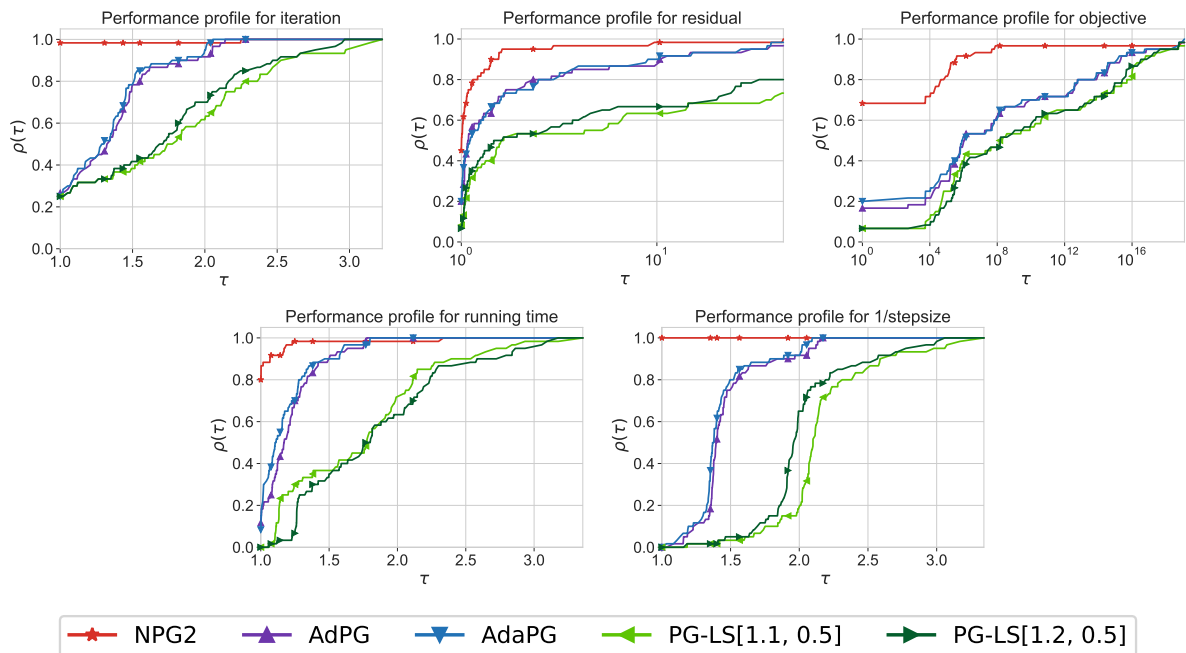 Performance profile for iteration
1.0
0.8
0.6
0.4
0.2
0.0
ρ(τ)
1.0 1.5 2.0 2.5 3.0
τ
Performance profile for residual
1.0
0.8
0.6
0.4
0.2
0.0
ρ(τ)
10^0 10^1
τ
Performance profile for objective
1.0
0.8
0.6
0.4
0.2
0.0
ρ(τ)
10^0 10^4 10^8 10^12 10^16
τ
Performance profile for running time
1.0
0.8
0.6
0.4
0.2
0.0
ρ(τ)
1.0 1.5 2.0 2.5 3.0
τ
Performance profile for 1/stepsize
1.0
0.8
0.6
0.4
0.2
0.0
ρ(τ)
1.0 1.5 2.0 2.5 3.0
τ
NPG2 AdPG AdaPG PG-LS[1.1, 0.5] PG-LS[1.2, 0.5]